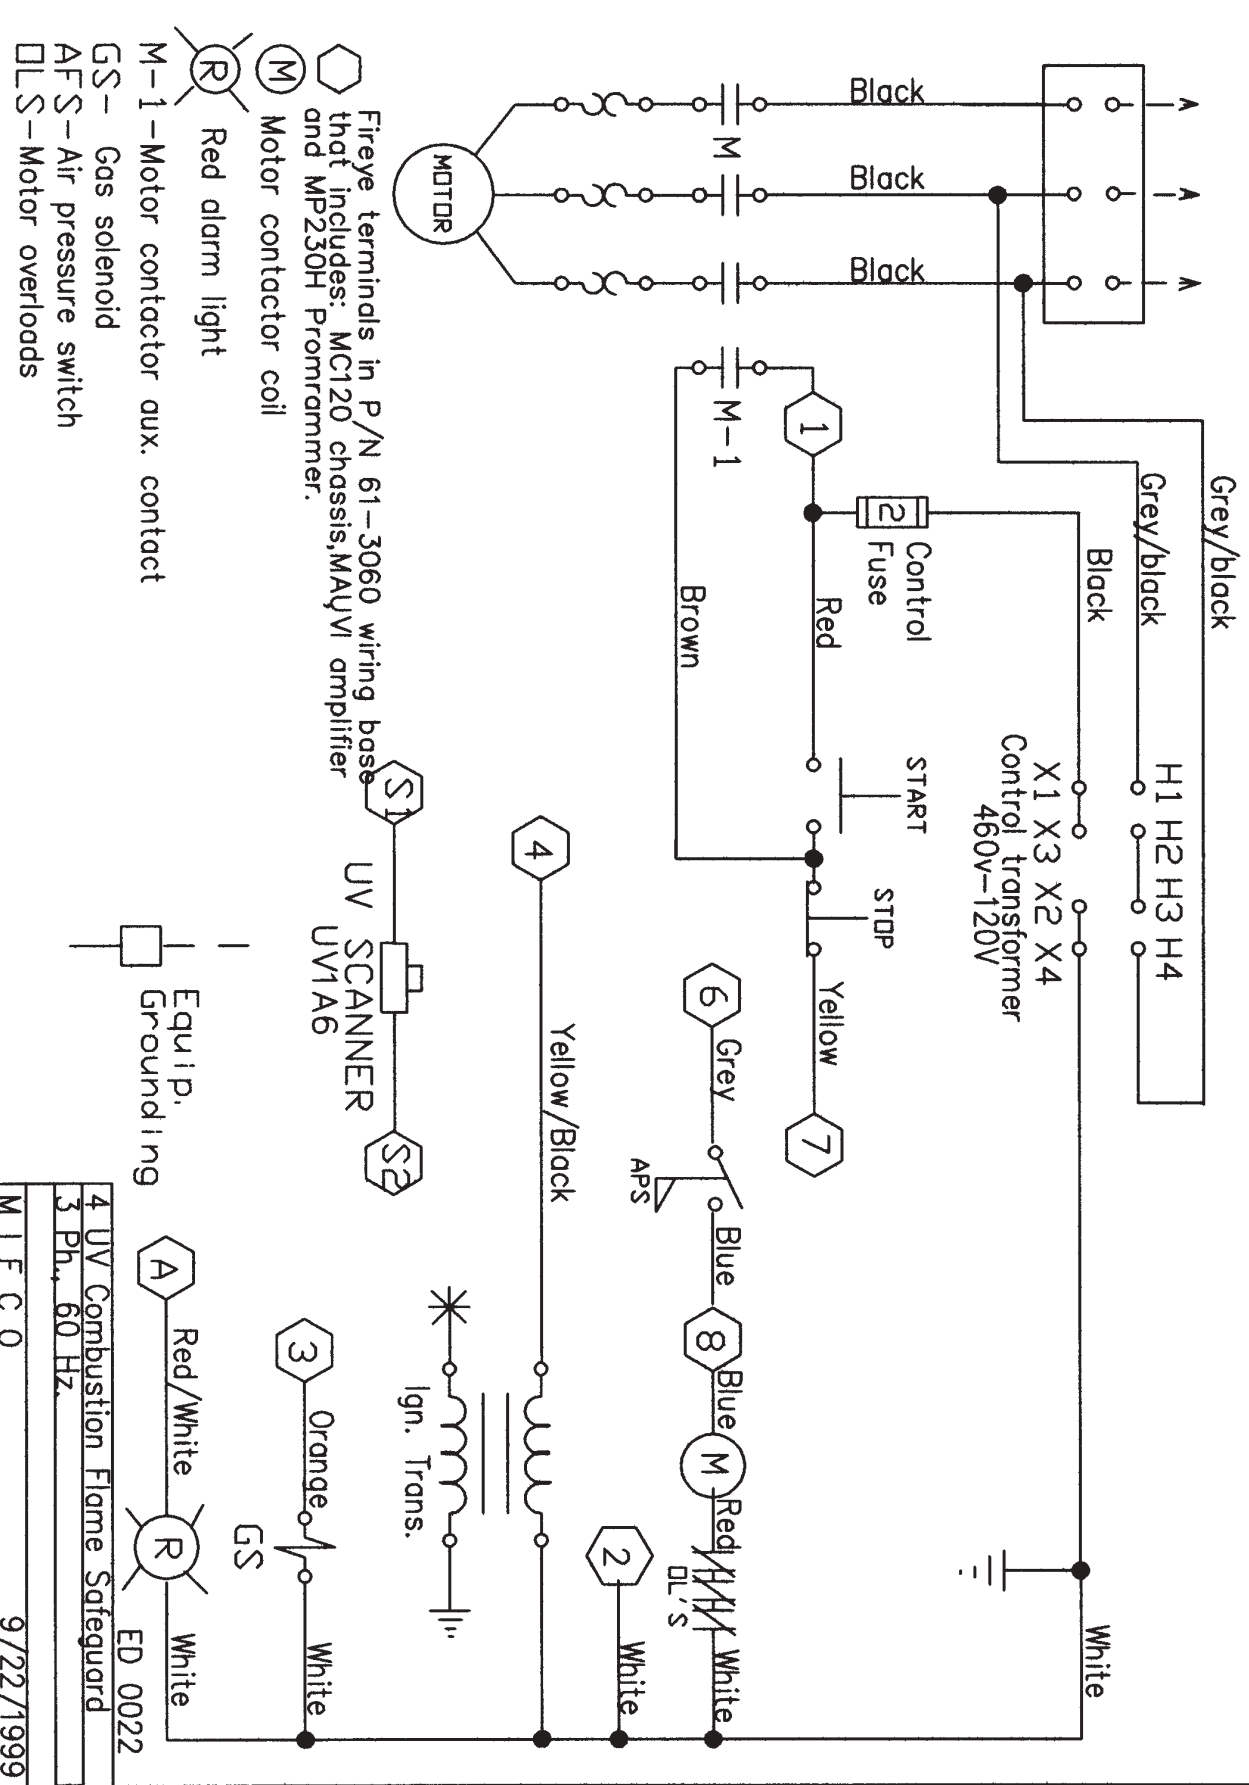 Grey/black
Grey/black
Black
H1 H2 H3 H4
X1 X3 X2 X4
Control transformer
460v-120V
White
Black
Black
Black
M
M-1
1
2
Control
Fuse
Red
Brown
START
STOP
Yellow
7
MOTOR
6
Grey
APS
Blue
8
Blue
M
Red
OL'S
White
2
White
4
Yellow/Black
Ign. Trans.
3
Orange
GS
White
A
Red/White
R
White
S1
UV SCANNER
UV1A6
S2
Equip.
Grounding
Fireye terminals in P/N 61-3060 wiring base
that includes; MC120 chassis,MAUV1 amplifier
and MP230H Promrammer.
M Motor contactor coil
R Red alarm light
M-1-Motor contactor aux. contact
GS- Gas solenoid
AFS-Air pressure switch
OLS-Motor overloads
ED 0022
4 UV Combustion Flame Safeguard
3 Ph., 60 Hz.
M I F C O 9/22/1999